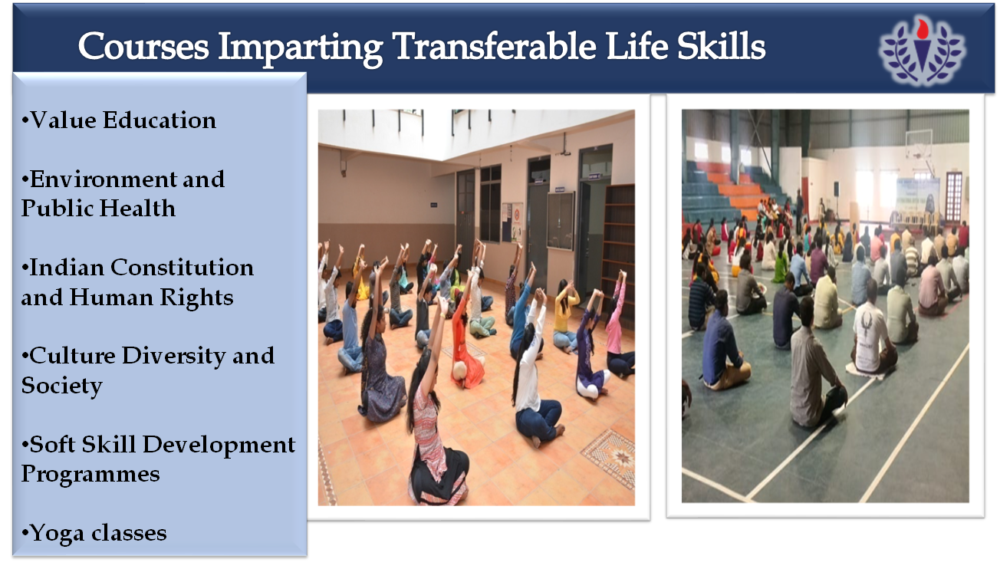 Courses Imparting Transferable Life Skills
•Value Education
•Environment and
Public Health
•Indian Constitution
and Human Rights
•Culture Diversity and
Society
•Soft Skill Development
Programmes
•Yoga classes